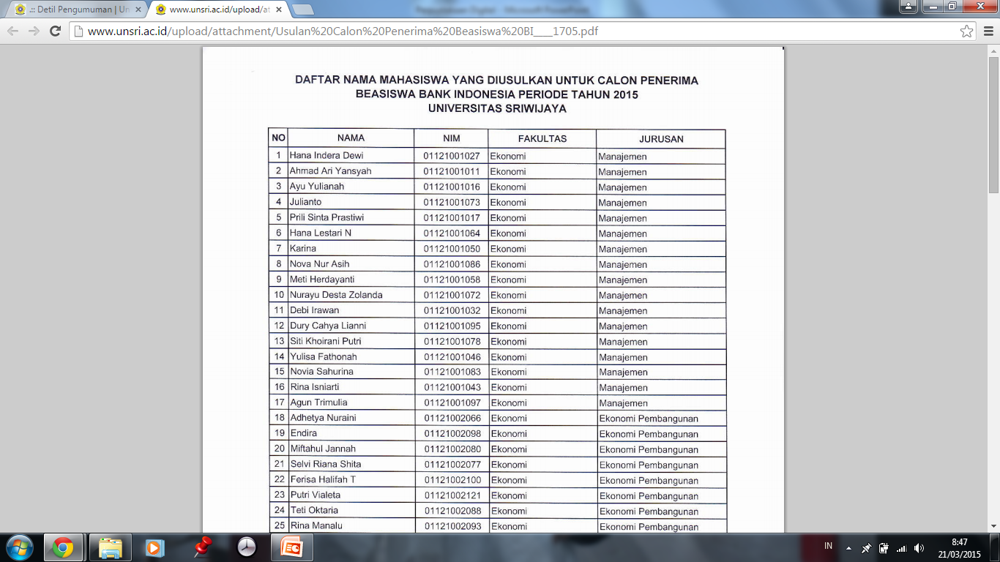 .:: Detil Pengumuman | Un
www.unsri.ac.id/upload/at
Pengumuman Digital - Microsoft PowerPoint
www.unsri.ac.id/upload/attachment/Usulan%20Calon%20Penerima%20Beasiswa%20BI___1705.pdf
DAFTAR NAMA MAHASISWA YANG DIUSULKAN UNTUK CALON PENERIMA
BEASISWA BANK INDONESIA PERIODE TAHUN 2015
UNIVERSITAS SRIWIJAYA
NO NAMA NIM FAKULTAS JURUSAN
1 Hana Indera Dewi 01121001027 Ekonomi Manajemen
2 Ahmad Ari Yansyah 01121001011 Ekonomi Manajemen
3 Ayu Yulianah 01121001016 Ekonomi Manajemen
4 Julianto 01121001073 Ekonomi Manajemen
5 Prili Sinta Prastiwi 01121001017 Ekonomi Manajemen
6 Hana Lestari N 01121001064 Ekonomi Manajemen
7 Karina 01121001050 Ekonomi Manajemen
8 Nova Nur Asih 01121001086 Ekonomi Manajemen
9 Meti Herdayanti 01121001058 Ekonomi Manajemen
10 Nurayu Desta Zolanda 01121001072 Ekonomi Manajemen
11 Debi Irawan 01121001032 Ekonomi Manajemen
12 Dury Cahya Lianni 01121001095 Ekonomi Manajemen
13 Siti Khoirani Putri 01121001078 Ekonomi Manajemen
14 Yulisa Fathonah 01121001046 Ekonomi Manajemen
15 Novia Sahurina 01121001083 Ekonomi Manajemen
16 Rina Isniarti 01121001043 Ekonomi Manajemen
17 Agun Trimulia 01121001097 Ekonomi Manajemen
18 Adhetya Nuraini 01121002066 Ekonomi Ekonomi Pembangunan
19 Endira 01121002098 Ekonomi Ekonomi Pembangunan
20 Miftahul Jannah 01121002080 Ekonomi Ekonomi Pembangunan
21 Selvi Riana Shita 01121002077 Ekonomi Ekonomi Pembangunan
22 Ferisa Halifah T 01121002100 Ekonomi Ekonomi Pembangunan
23 Putri Vialeta 01121002121 Ekonomi Ekonomi Pembangunan
24 Teti Oktaria 01121002088 Ekonomi Ekonomi Pembangunan
25 Rina Manalu 01121002093 Ekonomi Ekonomi Pembangunan
IN
8:47
21/03/2015